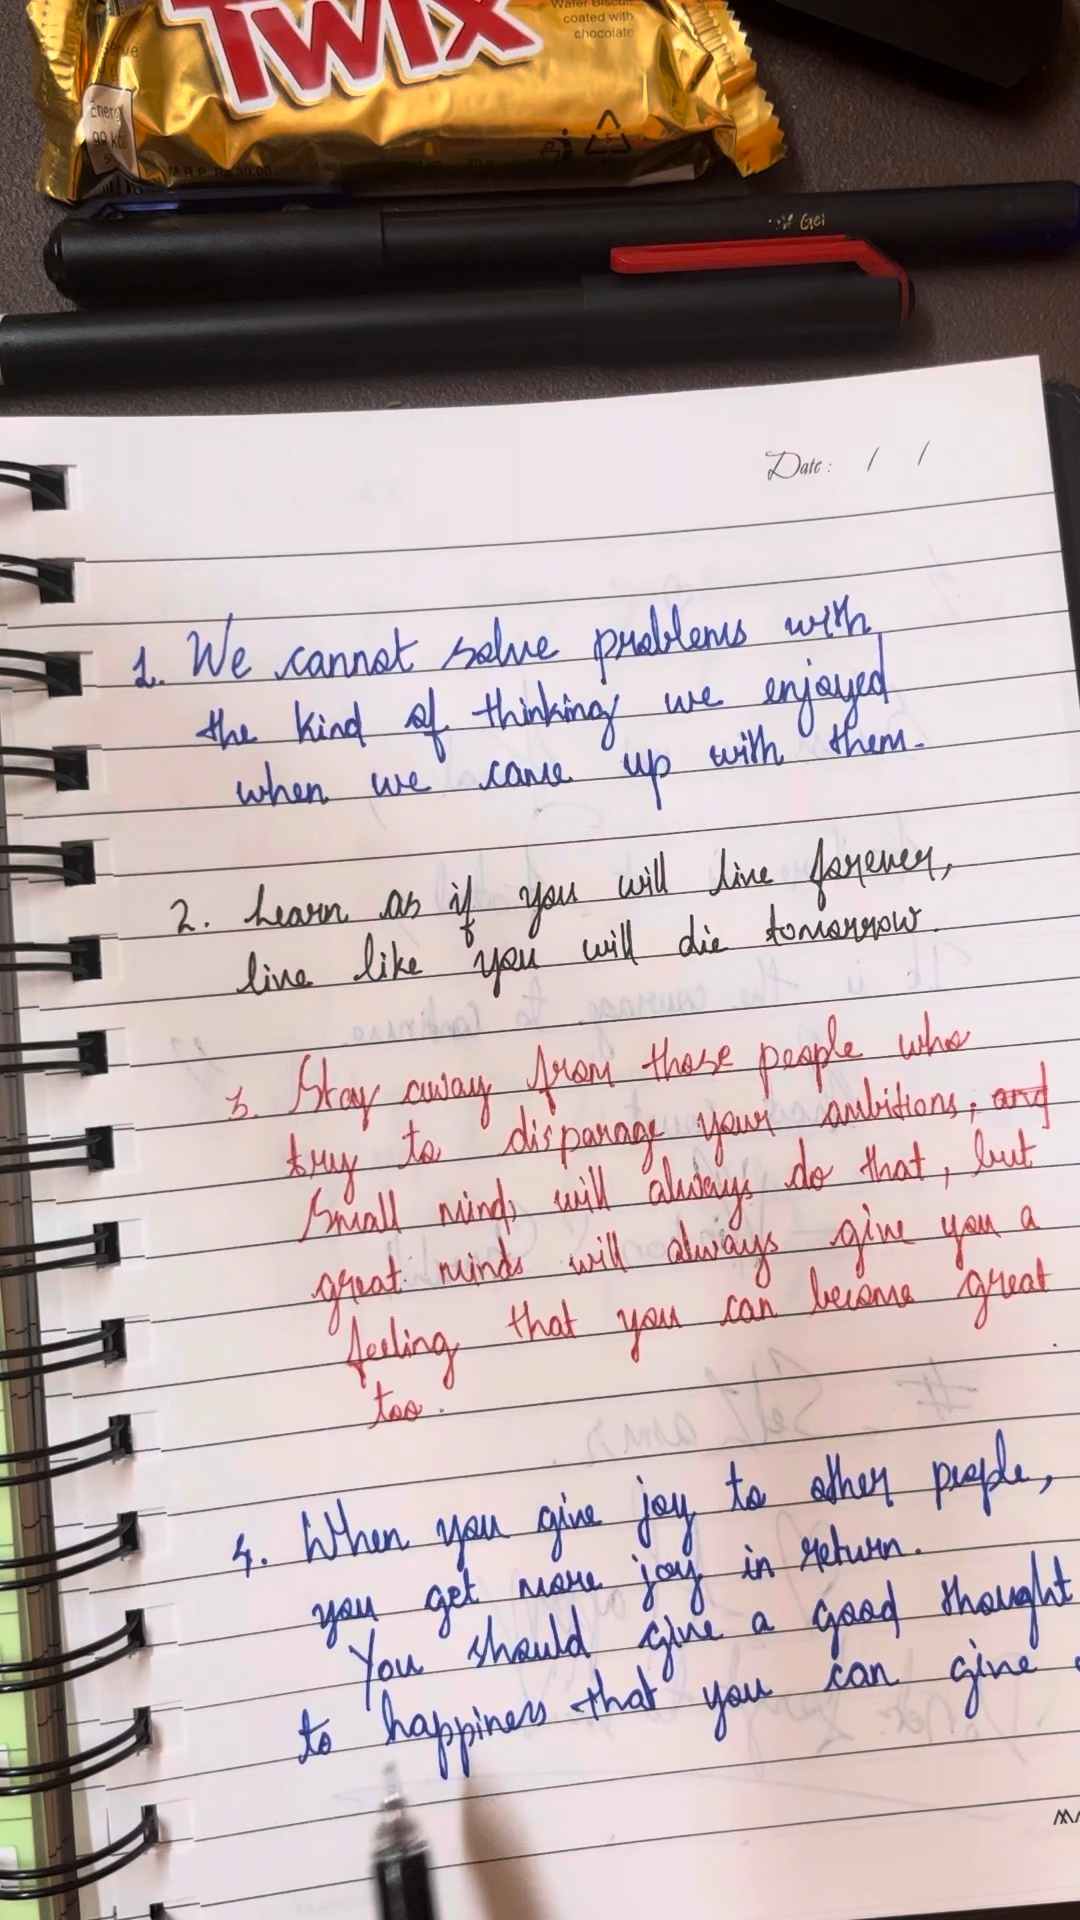 TWIX
Wafer Biscuit
coated with
chocolate
Energy
99 kc
Gel
Date: / /
1. We cannot solve problems with
the kind of thinking we enjoyed
when we came up with them.
2. Learn as if you will live forever,
live like you will die tomorrow.
3. Stay away from those people who
try to disparage your ambitions, and
Small minds will always do that, but
great minds will always give you a
feeling that you can become great
too.
4. When you give joy to other people,
you get more joy in return.
You should give a good thought
to happiness that you can give